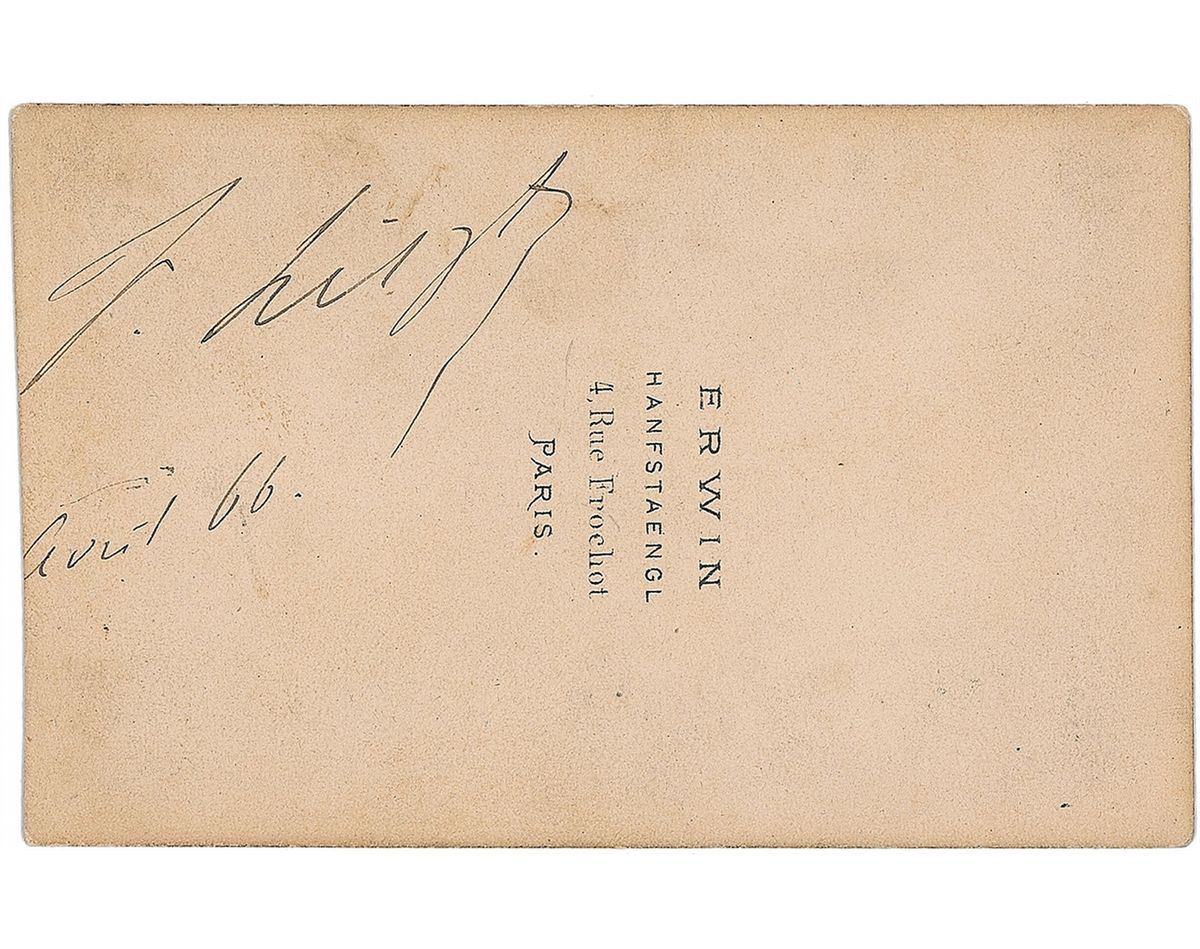 F. Liszt
Avril 66.
ERWIN
HANFSTAENGL
4, Rue Frochot
PARIS.